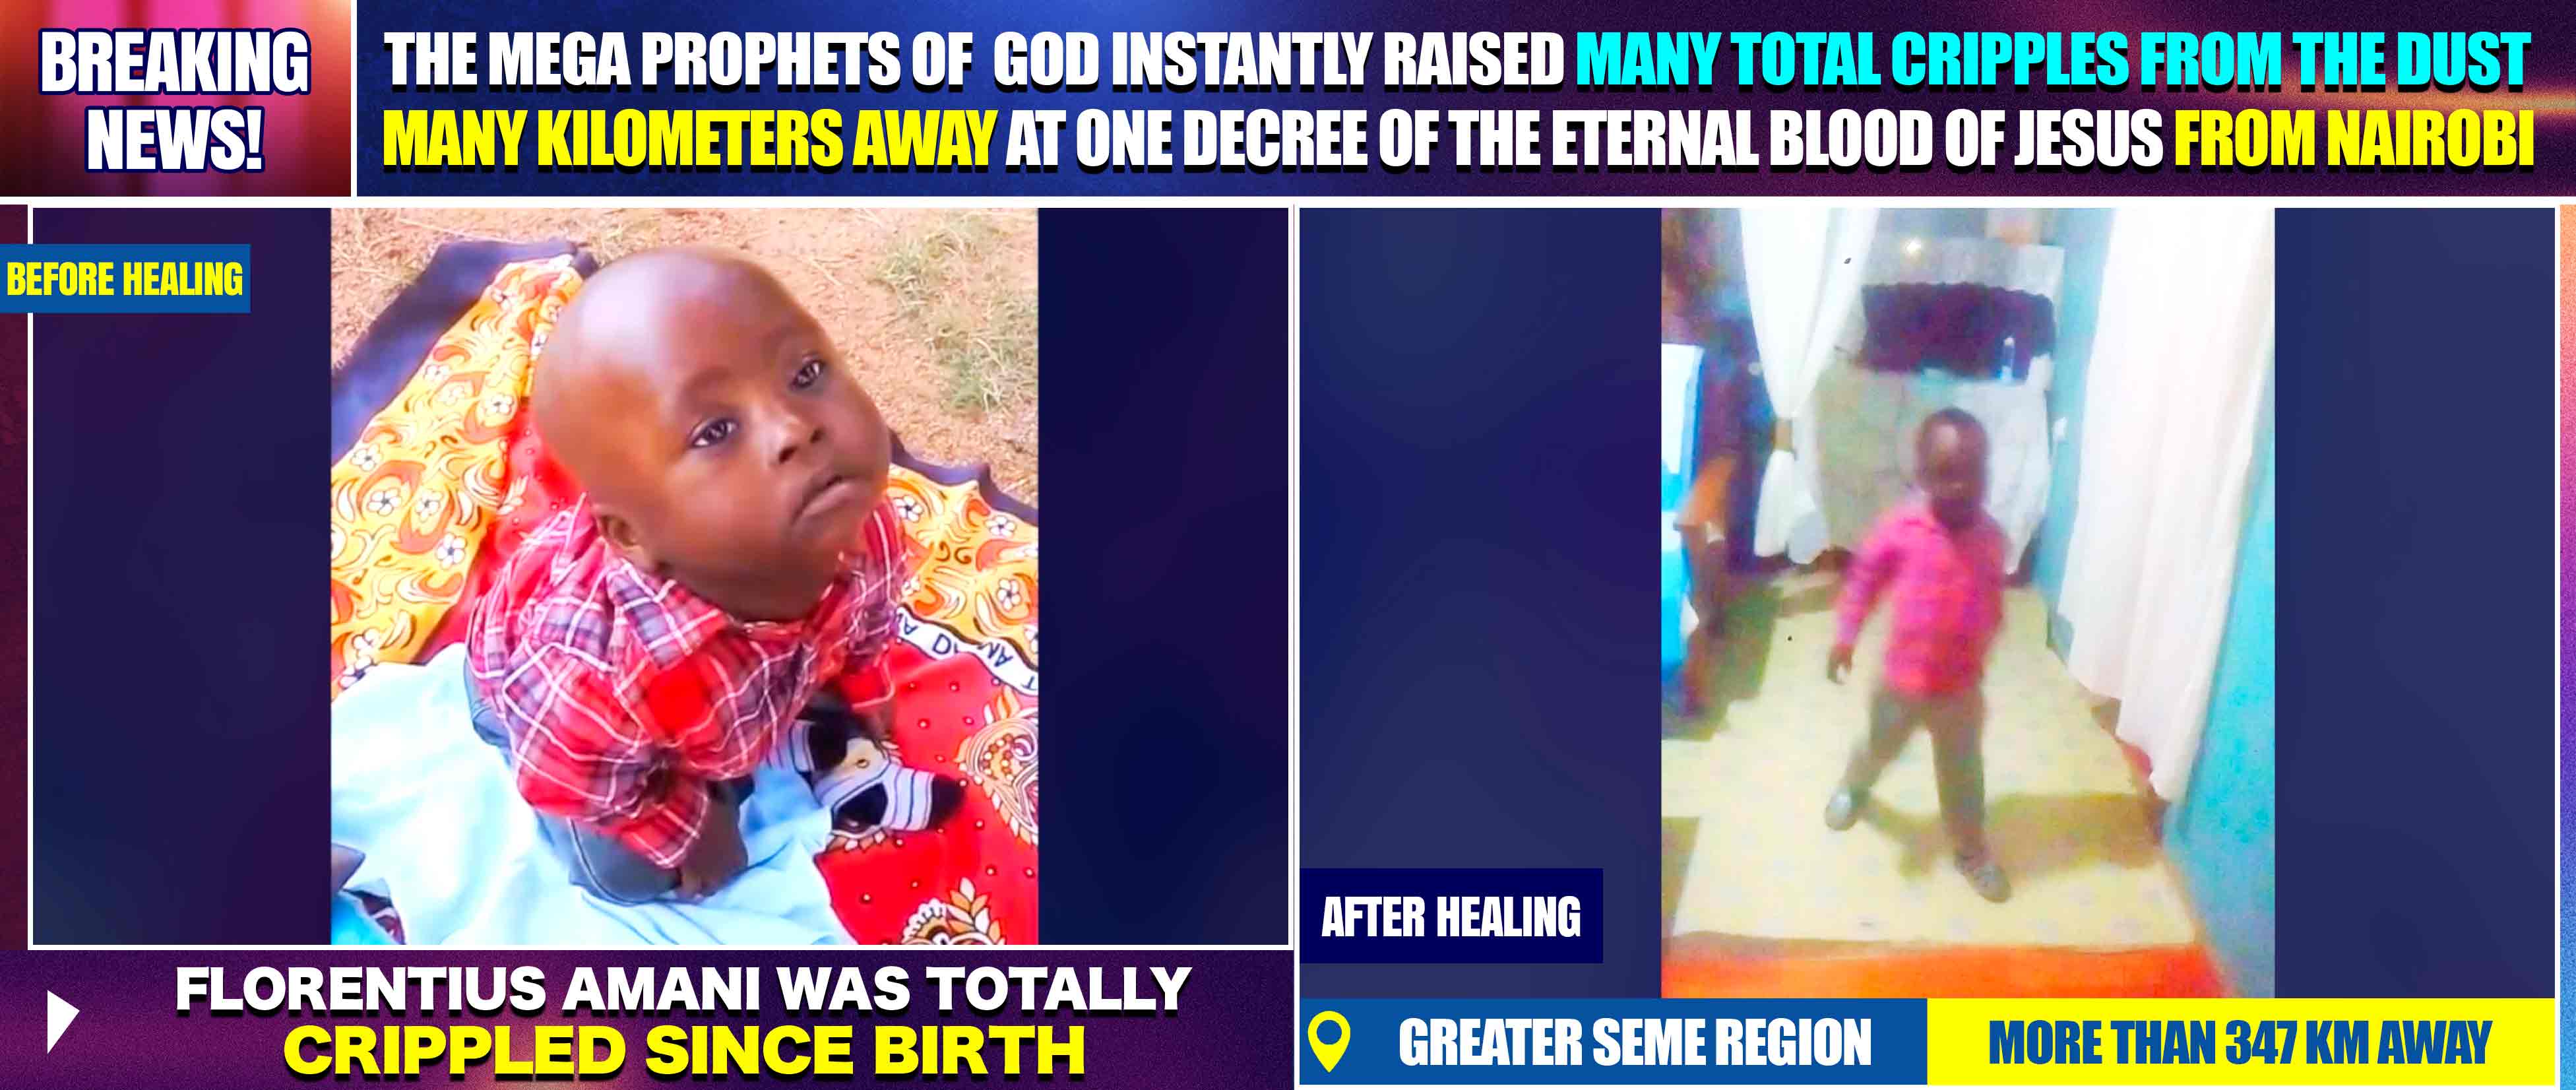 BREAKING
NEWS!
THE MEGA PROPHETS OF GOD INSTANTLY RAISED MANY TOTAL CRIPPLES FROM THE DUST
MANY KILOMETERS AWAY AT ONE DECREE OF THE ETERNAL BLOOD OF JESUS FROM NAIROBI
BEFORE HEALING
AFTER HEALING
FLORENTIUS AMANI WAS TOTALLY
CRIPPLED SINCE BIRTH
GREATER SEME REGION
MORE THAN 347 KM AWAY